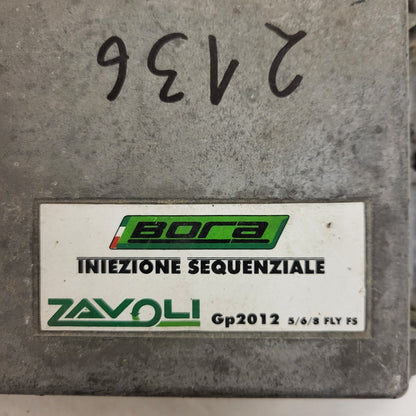 2136
BORA
INIEZIONE SEQUENZIALE
ZAVOLI Gp2012 5/6/8 FLY FS